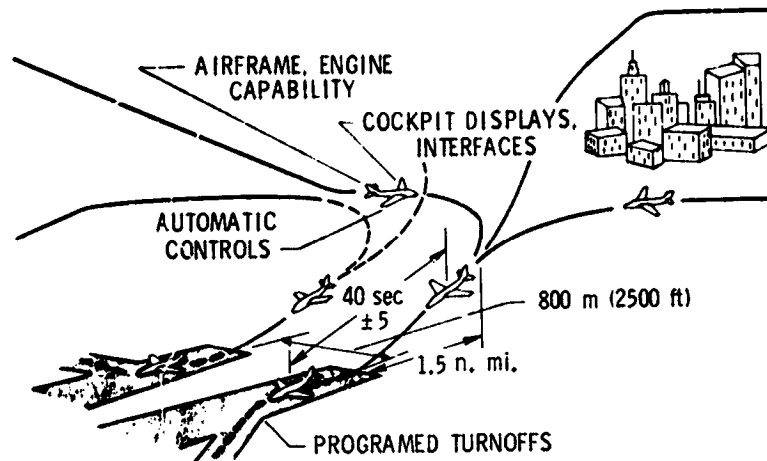 AIRFRAME, ENGINE
CAPABILITY
COCKPIT DISPLAYS,
INTERFACES
AUTOMATIC
CONTROLS
40 sec
±5
800 m (2500 ft)
1.5 n. mi.
PROGRAMED TURNOFFS